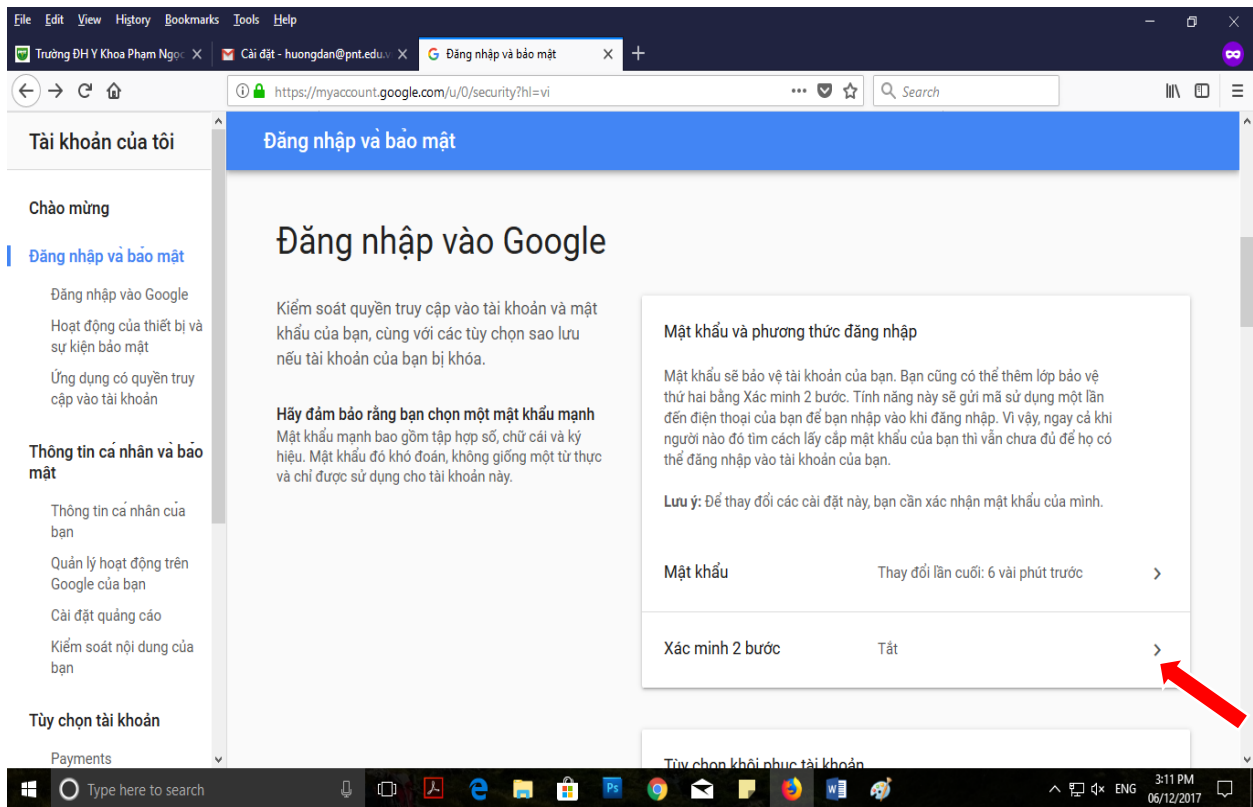 File Edit View History Bookmarks Tools Help
Trường ĐH Y Khoa Phạm Ngọc
Cài đặt - huongdan@pnt.edu.v
Đăng nhập và bảo mật
https://myaccount.google.com/u/0/security?hl=vi
Search
Tài khoản của tôi
Đăng nhập và bảo mật
Chào mừng
Đăng nhập và bảo mật
Đăng nhập vào Google
Hoạt động của thiết bị và
sự kiện bảo mật
Ứng dụng có quyền truy
cập vào tài khoản
Thông tin cá nhân và bảo
mật
Thông tin cá nhân của
bạn
Quản lý hoạt động trên
Google của bạn
Cài đặt quảng cáo
Kiểm soát nội dung của
bạn
Tùy chọn tài khoản
Payments
Đăng nhập vào Google
Kiểm soát quyền truy cập vào tài khoản và mật
khẩu của bạn, cùng với các tùy chọn sao lưu
nếu tài khoản của bạn bị khóa.
Hãy đảm bảo rằng bạn chọn một mật khẩu mạnh
Mật khẩu mạnh bao gồm tập hợp số, chữ cái và ký
hiệu. Mật khẩu đó khó đoán, không giống một từ thực
và chỉ được sử dụng cho tài khoản này.
Mật khẩu và phương thức đăng nhập
Mật khẩu sẽ bảo vệ tài khoản của bạn. Bạn cũng có thể thêm lớp bảo vệ
thứ hai bằng Xác minh 2 bước. Tính năng này sẽ gửi mã sử dụng một lần
đến điện thoại của bạn để bạn nhập vào khi đăng nhập. Vì vậy, ngay cả khi
người nào đó tìm cách lấy cắp mật khẩu của bạn thì vẫn chưa đủ để họ có
thể đăng nhập vào tài khoản của bạn.
Lưu ý: Để thay đổi các cài đặt này, bạn cần xác nhận mật khẩu của mình.
Mật khẩu Thay đổi lần cuối: 6 vài phút trước
Xác minh 2 bước Tắt
Tùy chọn khôi phục tài khoản
Type here to search
Ps
ENG
3:11 PM
06/12/2017